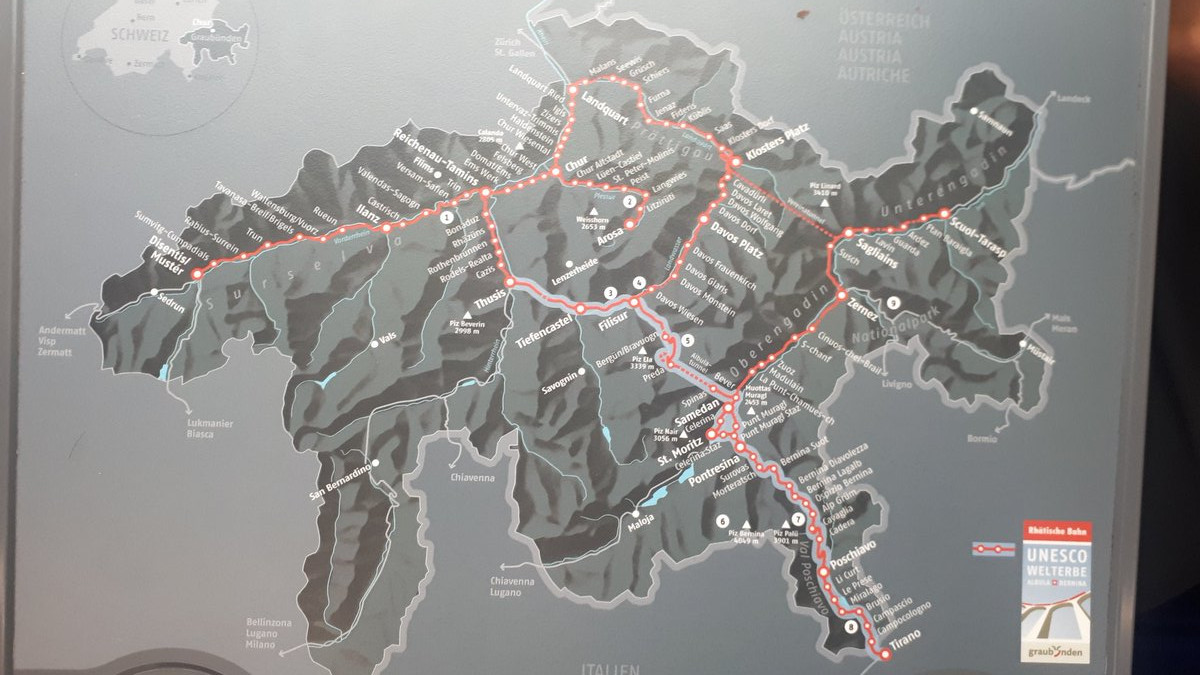 SCHWEIZ
Bern
Chur
Graubünden
Zürich
St. Gallen
ÖSTERREICH
AUSTRIA
AUSTRIA
AUTRICHE
Landeck
Samnaun
Malans
Seewis
Grüsch
Schiers
Furna
Jenaz
Fideris
Küblis
Saas
Klosters Dorf
Klosters Platz
Landquart
Landquart Ried
Igis
Zizers
Untervaz-Trimmis
Haldenstein
Chur Wiesental
Calanda
2805 m
Chur West
Felsberg
Domat/Ems
Ems Werk
Prättigau
Landquart
Chur
Chur Altstadt
Lüen-Castiel
St. Peter-Molinis
Peist
Langwies
Litzirüti
Plessur
2
Weisshorn
2653 m
Arosa
Reichenau-Tamins
Flims
Trin
Versam-Safien
Valendas-Sagogn
Castrisch
Ilanz
Rueun
Waltensburg/Vuorz
Tavanasa-Breil/Brigels
Trun
Rabius-Surrein
Sumvitg-Cumpadials
Disentis/
Mustér
Sedrun
Vorderrhein
Surselva
1
Bonaduz
Rhäzüns
Rothenbrunnen
Rodels-Realta
Cazis
Thusis
Lenzerheide
Cavadürli
Davos Laret
Davos Wolfgang
Davos Dorf
Davos Platz
Davos Frauenkirch
Davos Glaris
Davos Monstein
Davos Wiesen
Landwasser
Vereinatunnel
Piz Linard
3410 m
Unterengadin
Scuol-Tarasp
Ftan Baraigla
Ardez
Guarda
Lavin
Sagliains
Susch
Zernez
9
Nationalpark
Müstair
Livigno
Bormio
Andermatt
Visp
Zermatt
Lukmanier
Biasca
Vals
Piz Beverin
2998 m
Hinterrhein
Tiefencastel
3
4
Filisur
5
Bergün/Bravuogn
Piz Ela
3339 m
Preda
Albula-
tunnel
Savognin
Oberengadin
Cinuos-chel-Brail
S-chanf
Zuoz
Madulain
La Punt-Chamues-ch
Bever
Spinas
Samedan
Celerina
Muottas
Muragl
2453 m
Punt Muragl
Punt Muragl Staz
Piz Nair
3056 m
St. Moritz
Celerina Staz
Pontresina
Surovas
Morteratsch
Bernina Suot
Bernina Diavolezza
Bernina Lagalb
Ospizio Bernina
Alp Grüm
Cavaglia
Cadera
6
Piz Bernina
4049 m
7
Piz Palü
3901 m
Poschiavo
Val Poschiavo
Li Curt
Le Prese
Miralago
Brusio
Campascio
Campocologno
8
Tirano
San Bernardino
Chiavenna
Maloja
Chiavenna
Lugano
Bellinzona
Lugano
Milano
ITALIEN
Rhätische Bahn
UNESCO
WELTERBE
ALBULA BERNINA
graubünden